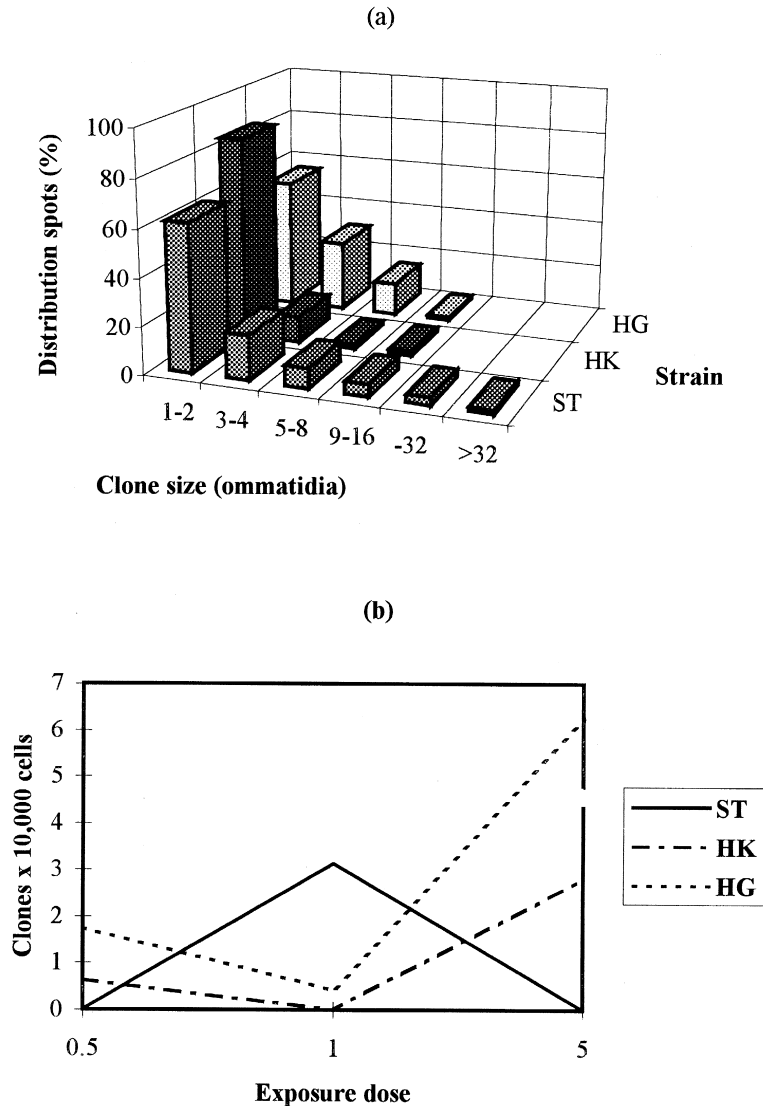 (a)
Distribution spots (%)
100
80
60
40
20
0
1-2
3-4
5-8
9-16
-32
>32
ST
HK
HG
Strain
Clone size (ommatidia)
(b)
Clones x 10,000 cells
7
6
5
4
3
2
1
0
0.5
1
5
Exposure dose
ST
HK
HG